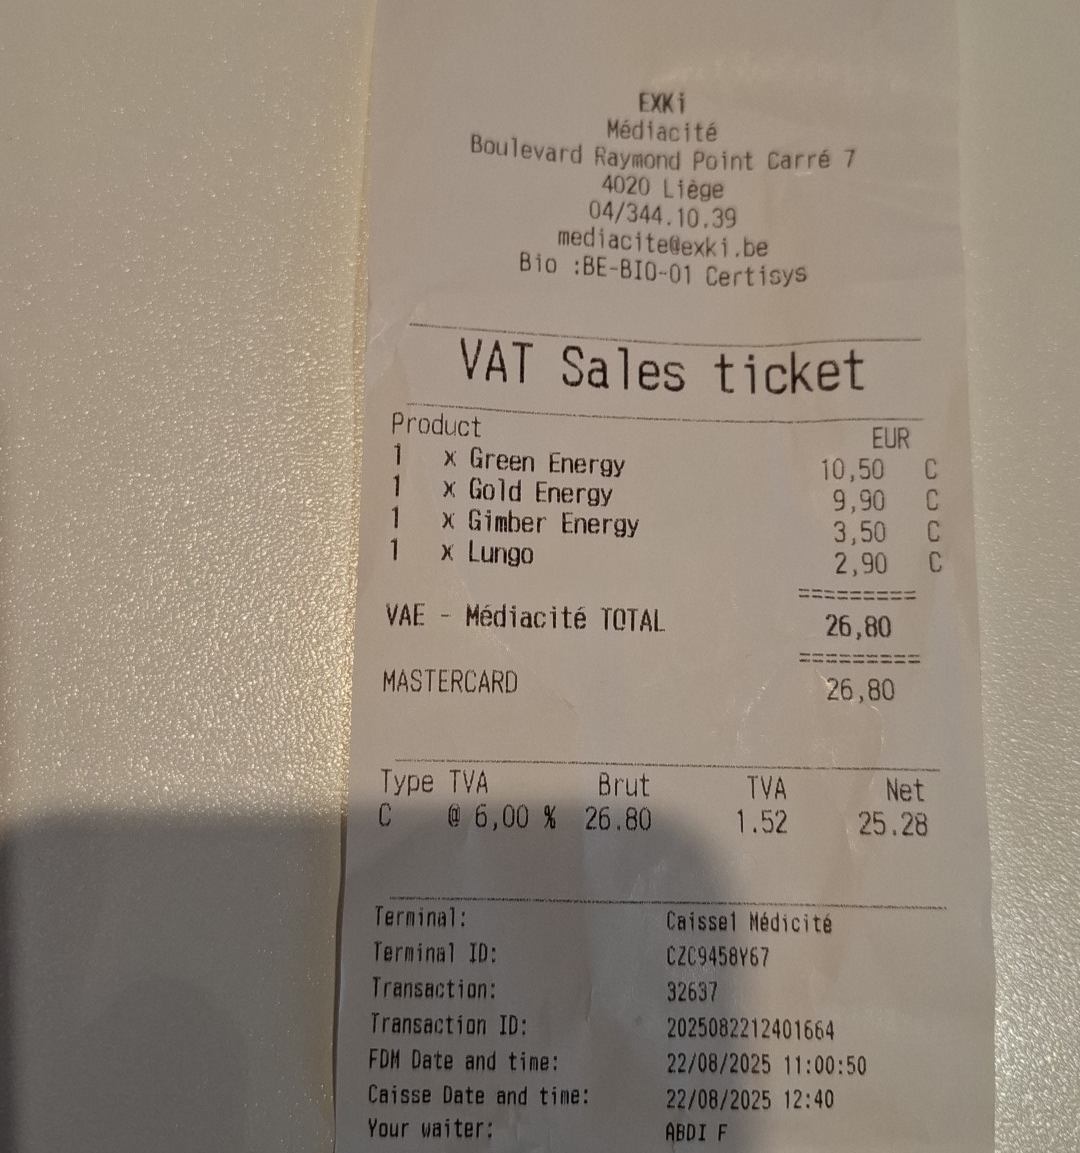 EXKi
Médiacité
Boulevard Raymond Point Carré 7
4020 Liège
04/344.10.39
mediacite@exki.be
Bio :BE-BIO-01 Certisys
VAT Sales ticket
Product EUR
1 x Green Energy 10,50 C
1 x Gold Energy 9,90 C
1 x Gimber Energy 3,50 C
1 x Lungo 2,90 C
=========
VAE - Médiacité TOTAL 26,80
=========
MASTERCARD 26,80
Type TVA Brut TVA Net
C @ 6,00 % 26.80 1.52 25.28
Terminal: Caisse1 Médicité
Terminal ID: CZC9458Y67
Transaction: 32637
Transaction ID: 2025082212401664
FDM Date and time: 22/08/2025 11:00:50
Caisse Date and time: 22/08/2025 12:40
Your waiter: ABDI F